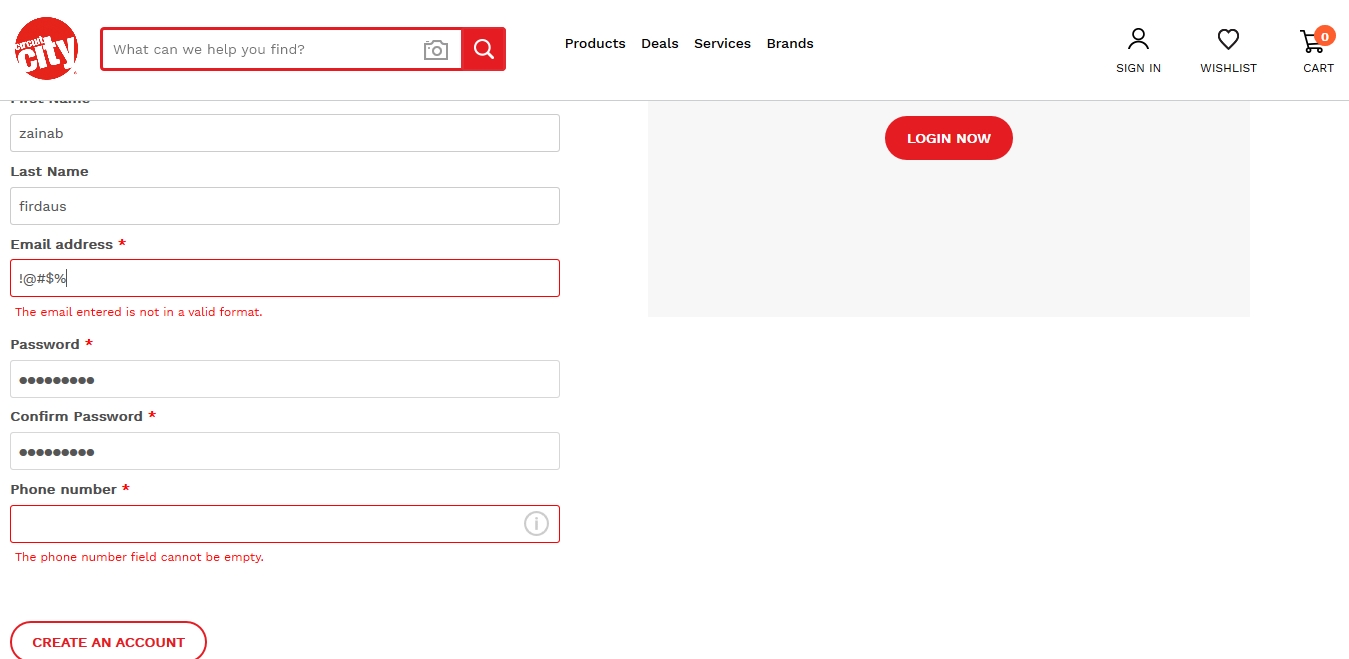 circuit
city
What can we help you find?
Products
Deals
Services
Brands
SIGN IN
WISHLIST
0
CART
First Name
zainab
LOGIN NOW
Last Name
firdaus
Email address *
!@#$%
The email entered is not in a valid format.
Password *
●●●●●●●●●
Confirm Password *
●●●●●●●●●
Phone number *
The phone number field cannot be empty.
CREATE AN ACCOUNT